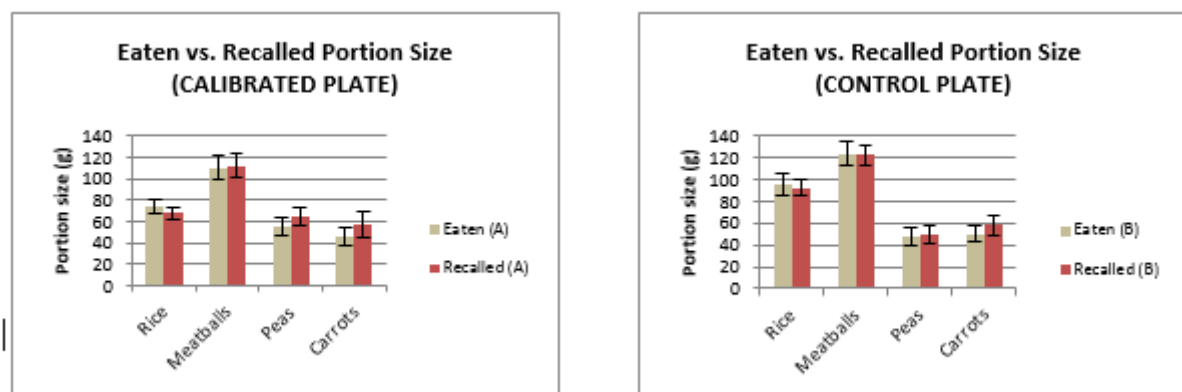 Eaten vs. Recalled Portion Size
(CALIBRATED PLATE)
Portion size (g)
140
120
100
80
60
40
20
0
Rice
Meatballs
Peas
Carrots
Eaten (A)
Recalled (A)
Eaten vs. Recalled Portion Size
(CONTROL PLATE)
Portion size (g)
140
120
100
80
60
40
20
0
Rice
Meatballs
Peas
Carrots
Eaten (B)
Recalled (B)